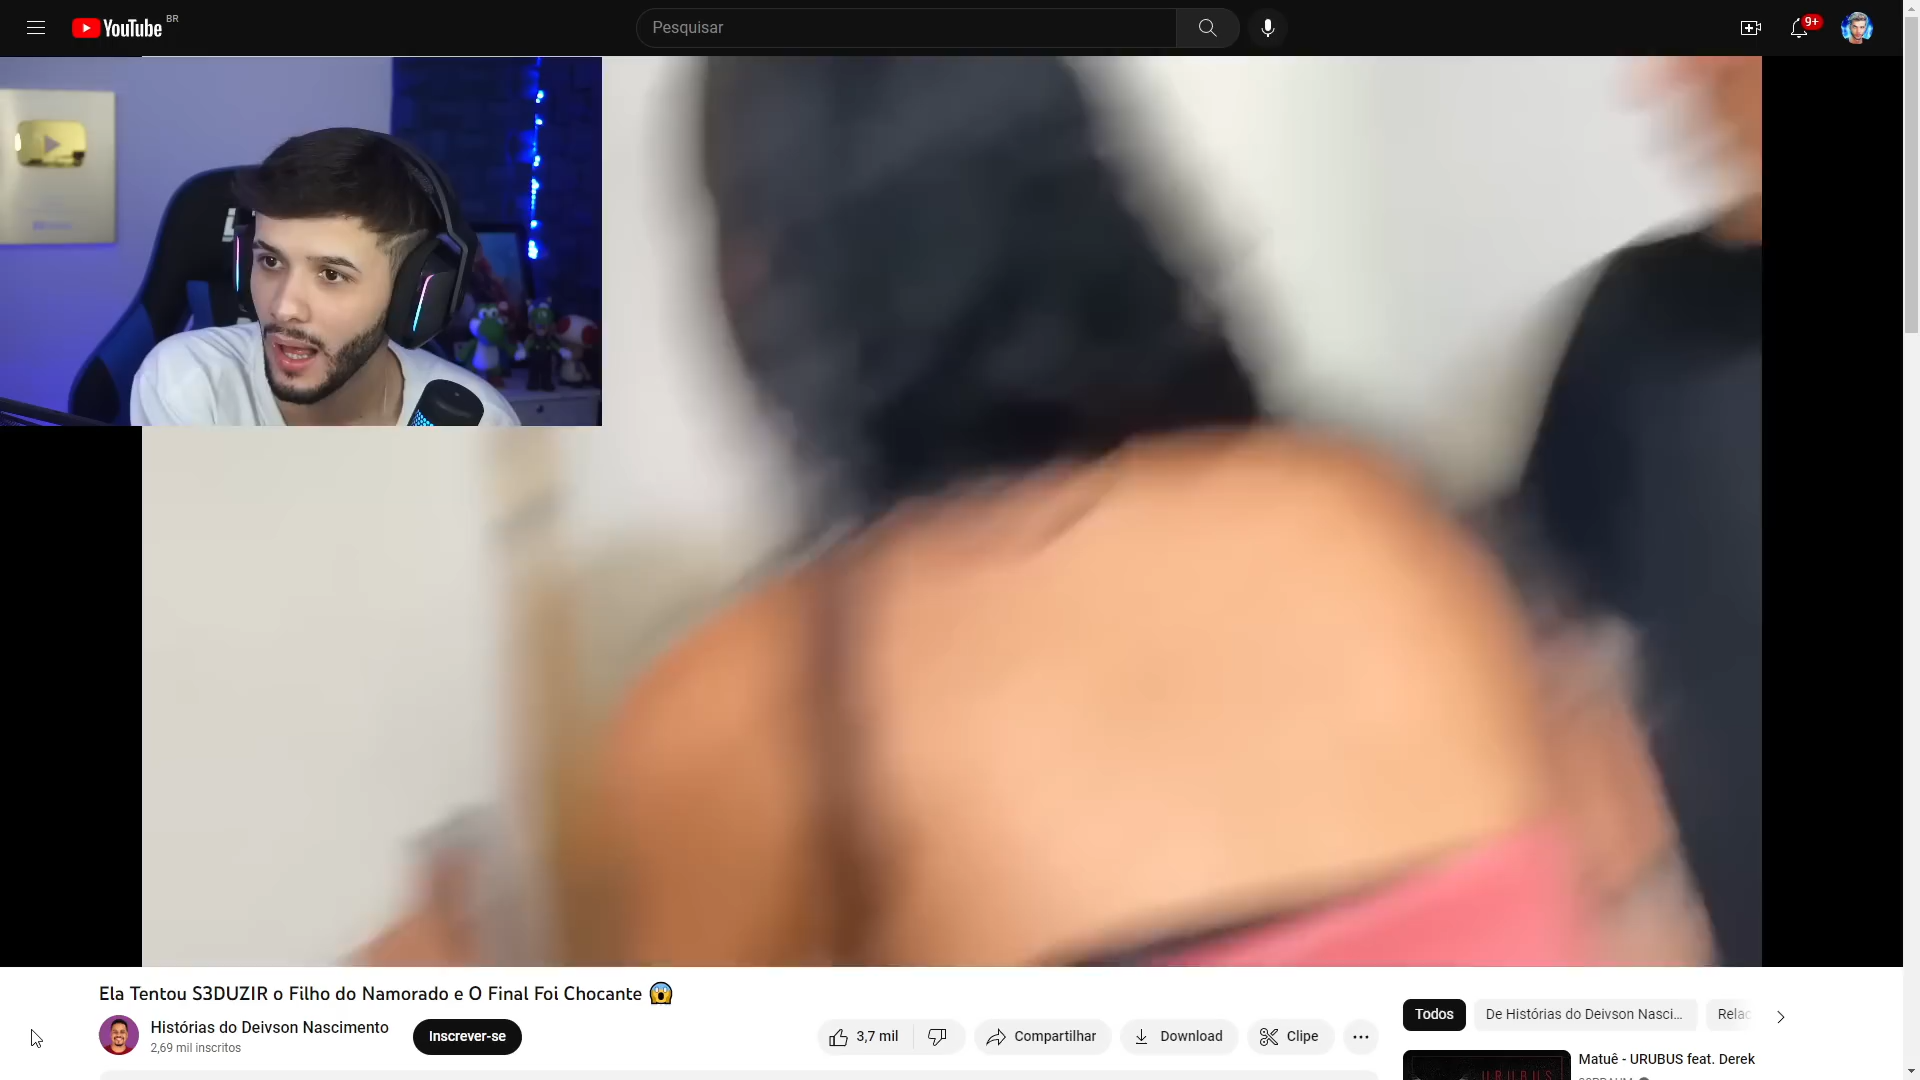 YouTube BR
Pesquisar
9+
Ela Tentou S3DUZIR o Filho do Namorado e O Final Foi Chocante 😱
Histórias do Deivson Nascimento
2,69 mil inscritos
Inscrever-se
3,7 mil
Compartilhar
Download
Clipe
Todos
De Histórias do Deivson Nasci...
Relac
Matuê - URUBUS feat. Derek
URUBUS